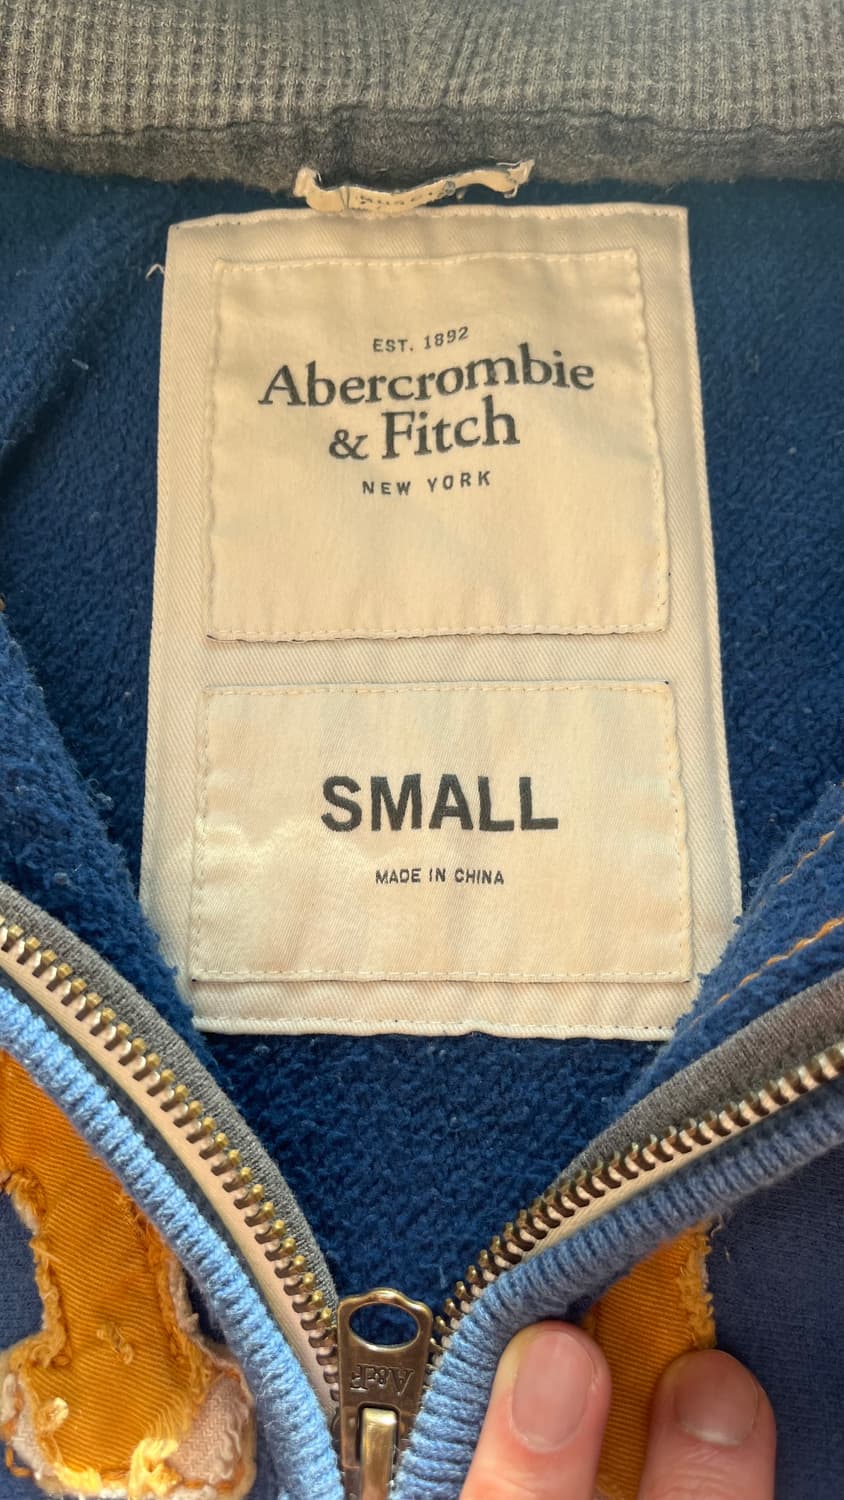 EST. 1892
Abercrombie
& Fitch
NEW YORK
SMALL
MADE IN CHINA
A&F